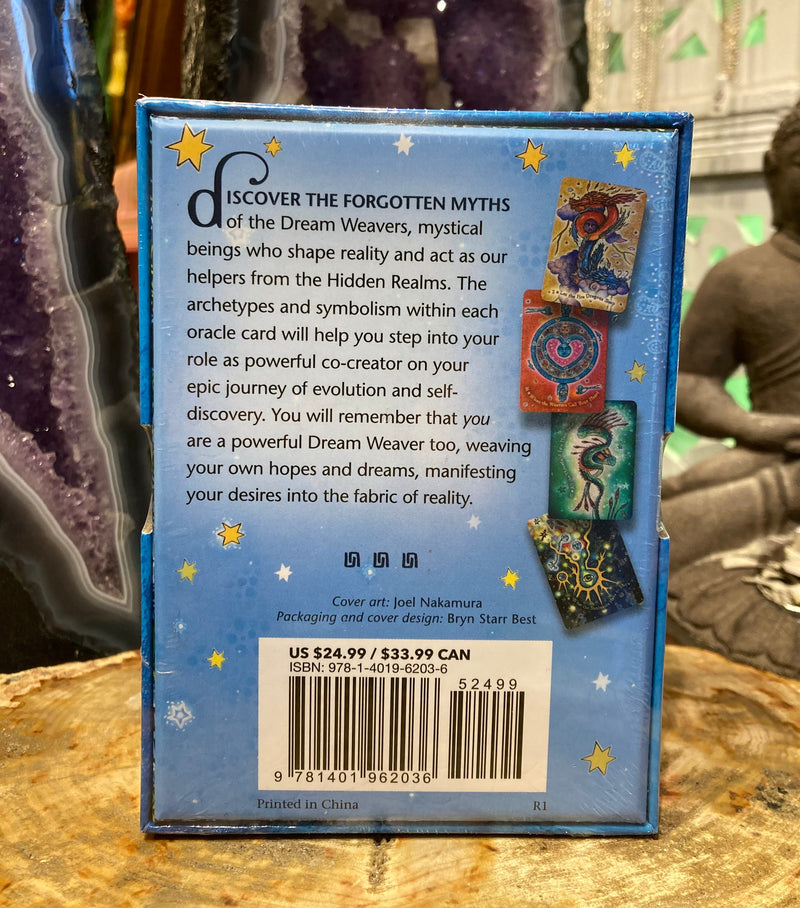 dISCOVER THE FORGOTTEN MYTHS
of the Dream Weavers, mystical
beings who shape reality and act as our
helpers from the Hidden Realms. The
archetypes and symbolism within each
oracle card will help you step into your
role as powerful co-creator on your
epic journey of evolution and self-
discovery. You will remember that you
are a powerful Dream Weaver too, weaving
your own hopes and dreams, manifesting
your desires into the fabric of reality.
Cover art: Joel Nakamura
Packaging and cover design: Bryn Starr Best
US $24.99 / $33.99 CAN
ISBN: 978-1-4019-6203-6
52499
9 781401 962036
Printed in China
R1